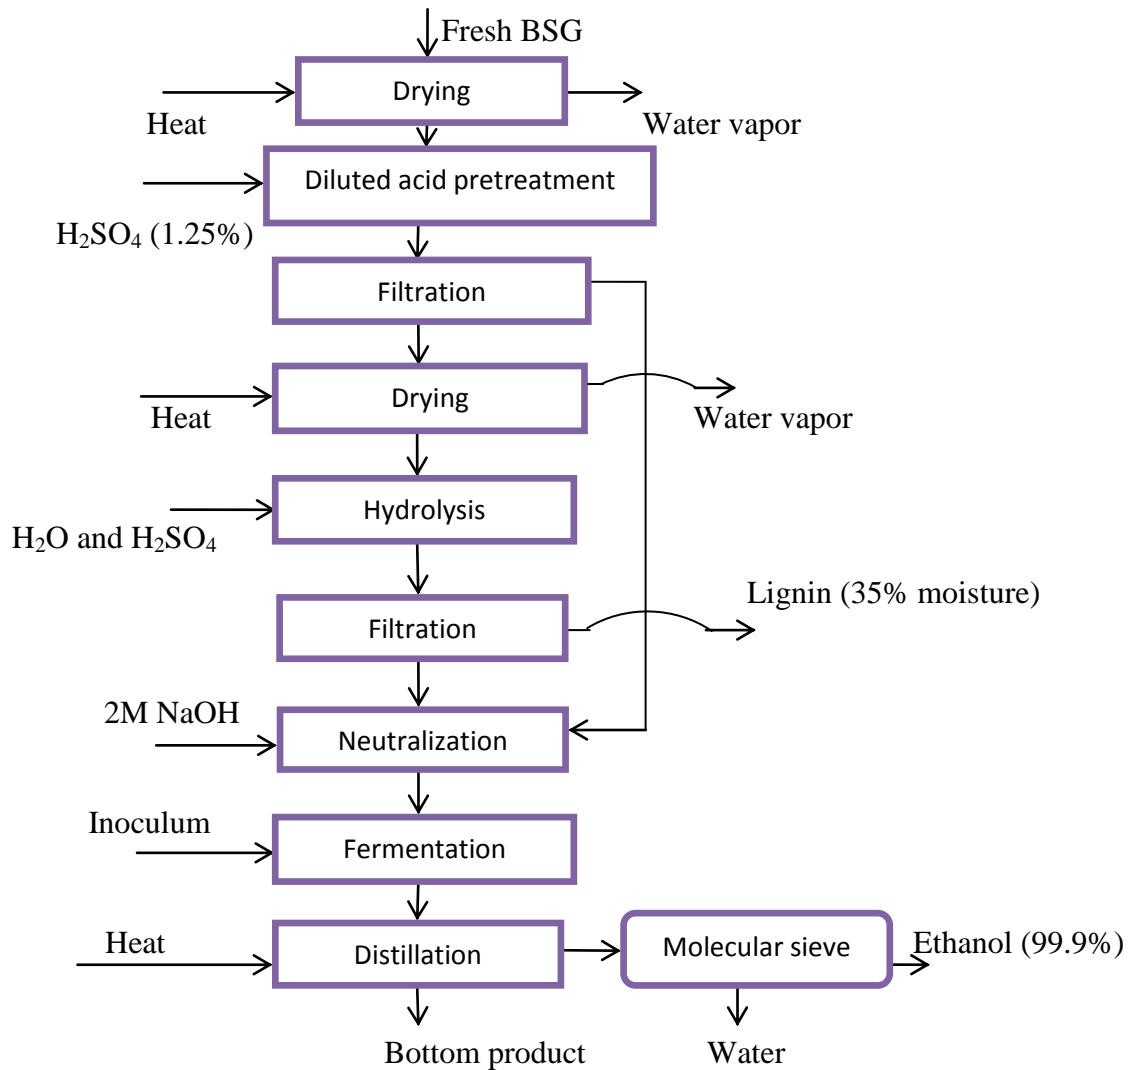 Fresh BSG
Drying
Heat
Water vapor
Diluted acid pretreatment
H₂SO₄ (1.25%)
Filtration
Drying
Heat
Water vapor
Hydrolysis
H₂O and H₂SO₄
Lignin (35% moisture)
Filtration
2M NaOH
Neutralization
Inoculum
Fermentation
Heat
Distillation
Molecular sieve
Ethanol (99.9%)
Bottom product
Water